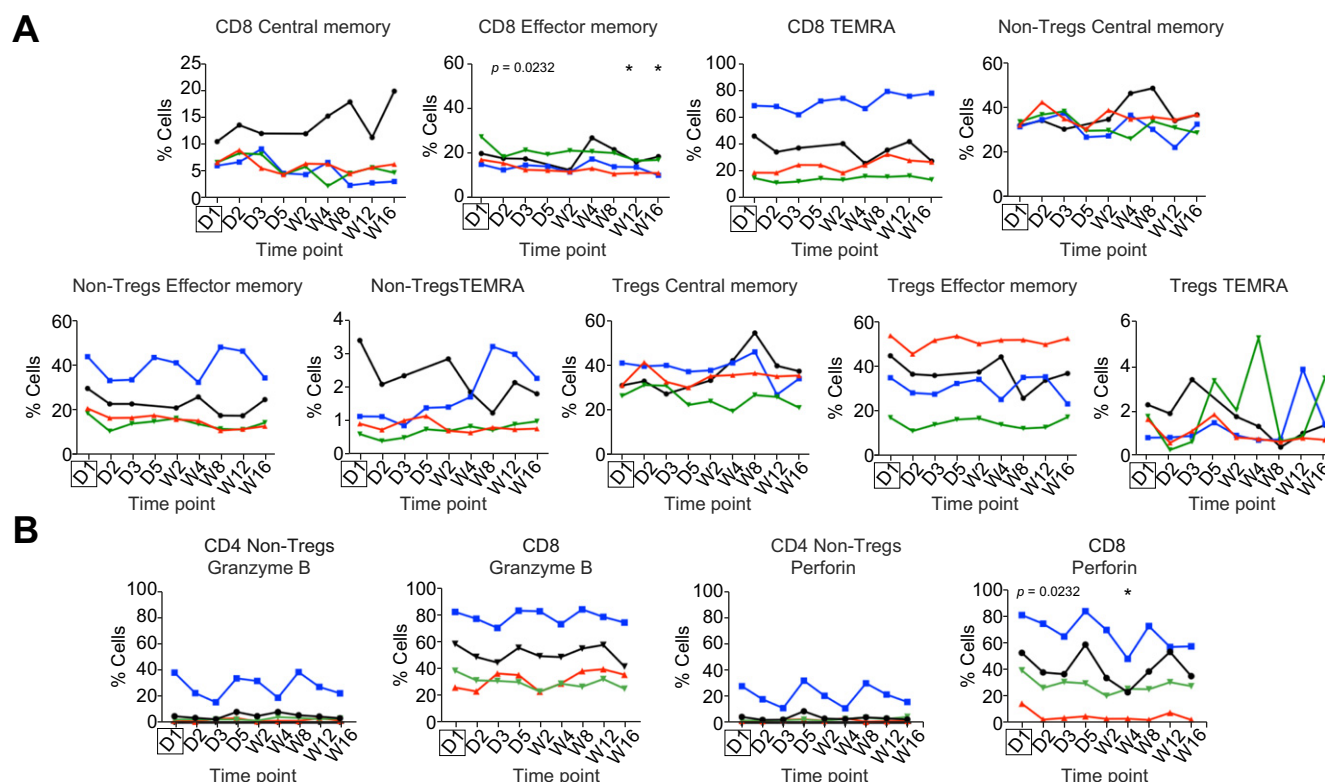 A
CD8 Central memory
CD8 Effector memory
CD8 TEMRA
Non-Tregs Central memory
% Cells
25
20
15
10
5
0
D1 D2 D3 D5 W2 W4 W8 W12 W16
Time point
% Cells
60
40
20
0
p = 0.0232
*
*
D1 D2 D3 D5 W2 W4 W8 W12 W16
Time point
% Cells
100
80
60
40
20
0
D1 D2 D3 D5 W2 W4 W8 W12 W16
Time point
% Cells
60
40
20
0
D1 D2 D3 D5 W2 W4 W8 W12 W16
Time point
Non-Tregs Effector memory
Non-TregsTEMRA
Tregs Central memory
Tregs Effector memory
Tregs TEMRA
% Cells
60
40
20
0
D1 D2 D3 D5 W2 W4 W8 W12 W16
Time point
% Cells
4
3
2
1
0
D1 D2 D3 D5 W2 W4 W8 W12 W16
Time point
% Cells
60
40
20
0
D1 D2 D3 D5 W2 W4 W8 W12 W16
Time point
% Cells
60
40
20
0
D1 D2 D3 D5 W2 W4 W8 W12 W16
Time point
% Cells
6
4
2
0
D1 D2 D3 D5 W2 W4 W8 W12 W16
Time point
B
CD4 Non-Tregs
Granzyme B
% Cells
100
80
60
40
20
0
D1 D2 D3 D5 W2 W4 W8 W12 W16
Time point
CD8
Granzyme B
% Cells
100
80
60
40
20
0
D1 D2 D3 D5 W2 W4 W8 W12 W16
Time point
CD4 Non-Tregs
Perforin
% Cells
100
80
60
40
20
0
D1 D2 D3 D5 W2 W4 W8 W12 W16
Time point
CD8
Perforin
% Cells
100
80
60
40
20
0
p = 0.0232
*
D1 D2 D3 D5 W2 W4 W8 W12 W16
Time point